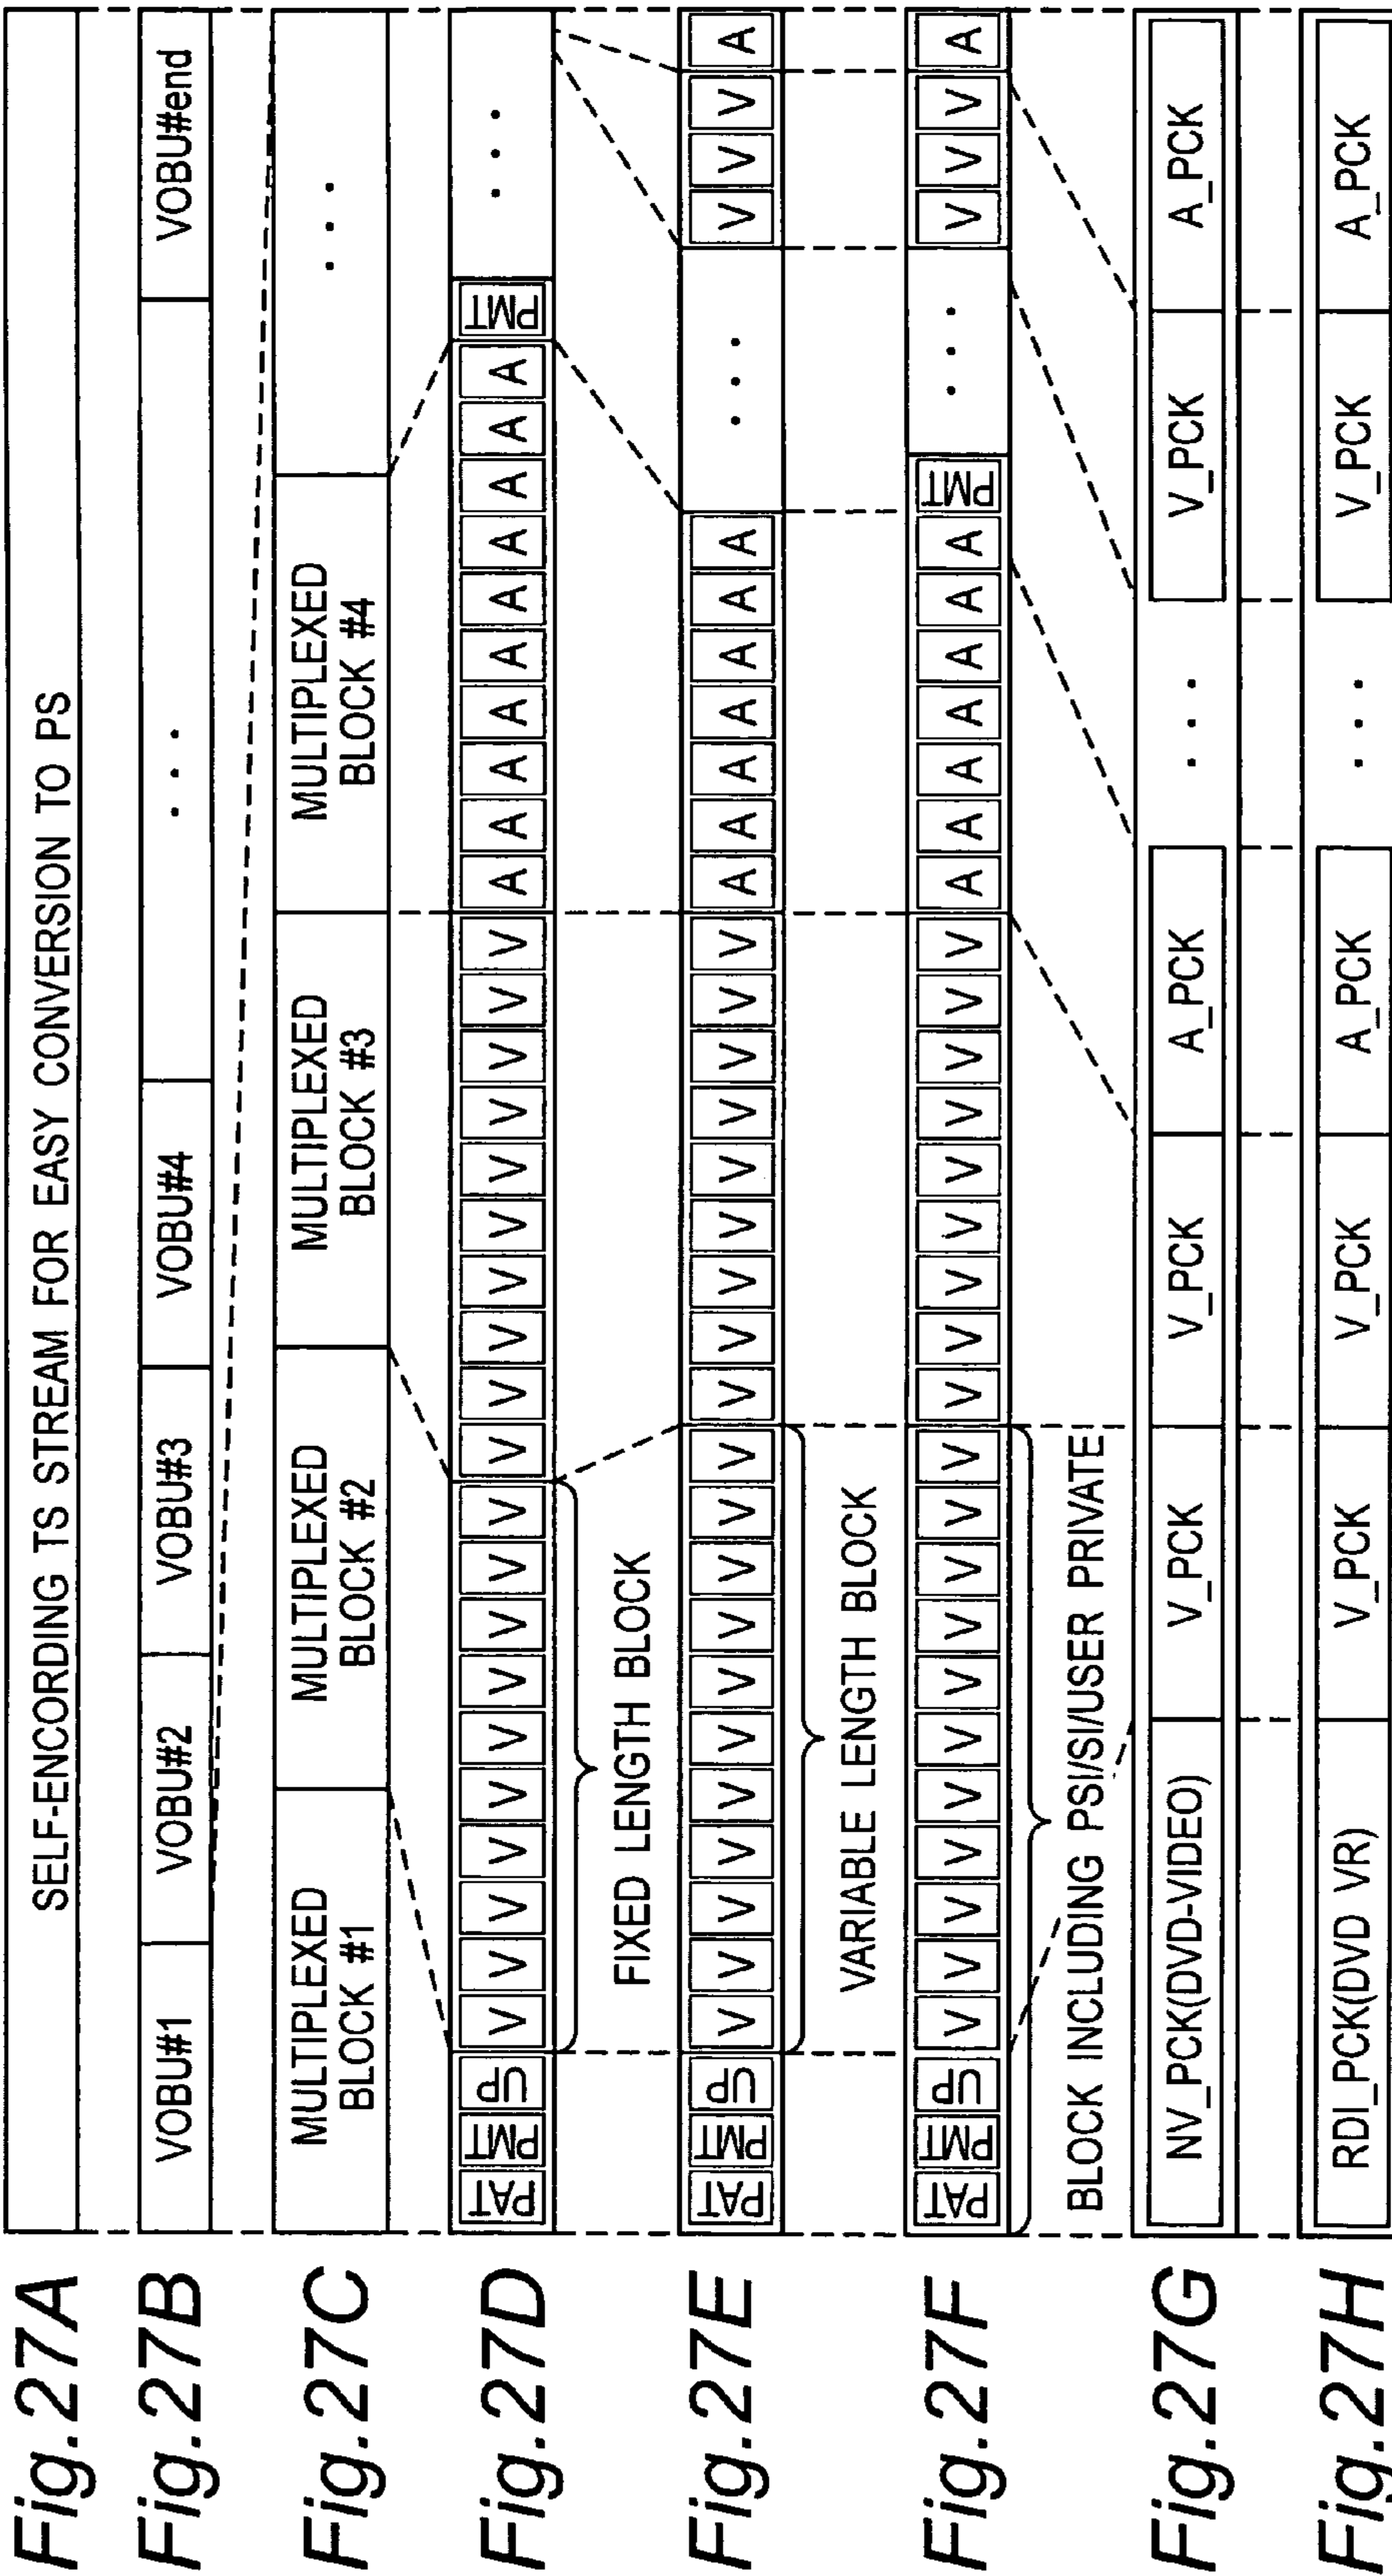 Fig.27A
SELF-ENCORDING TS STREAM FOR EASY CONVERSION TO PS
Fig.27B
VOBU#1 VOBU#2 VOBU#3 VOBU#4 ... VOBU#end
Fig.27C
MULTIPLEXED BLOCK #1 MULTIPLEXED BLOCK #2 MULTIPLEXED BLOCK #3 MULTIPLEXED BLOCK #4 ...
Fig.27D
PAT PMT UP V V V V V V V V V V V V V V V V V V V V A A A A A A A A A A PMT ...
FIXED LENGTH BLOCK
Fig.27E
PAT PMT UP V V V V V V V V V V V V V V V V V V V V A A A A A A A ... V V V A
VARIABLE LENGTH BLOCK
Fig.27F
PAT PMT UP V V V V V V V V V V V V V V V V V V V V A A A A A A A PMT ... V V V A
BLOCK INCLUDING PSI/SI/USER PRIVATE
Fig.27G
NV_PCK(DVD-VIDEO) V_PCK V_PCK A_PCK ... V_PCK A_PCK
Fig.27H
RDI_PCK(DVD VR) V_PCK V_PCK A_PCK ... V_PCK A_PCK